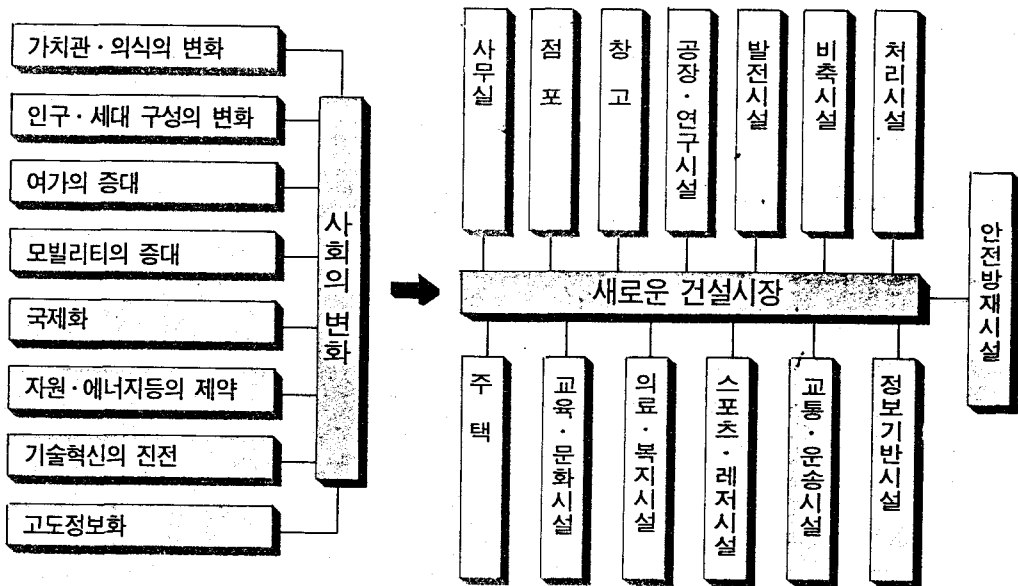 가치관·의식의 변화
인구·세대 구성의 변화
여가의 증대
모빌리티의 증대
국제화
자원·에너지등의 제약
기술혁신의 진전
고도정보화
사회의 변화
사무실
점포
창고
공장·연구시설
발전시설
비축시설
처리시설
새로운 건설시장
안전방재시설
주택
교육·문화시설
의료·복지시설
스포츠·레저시설
교통·운송시설
정보기반시설